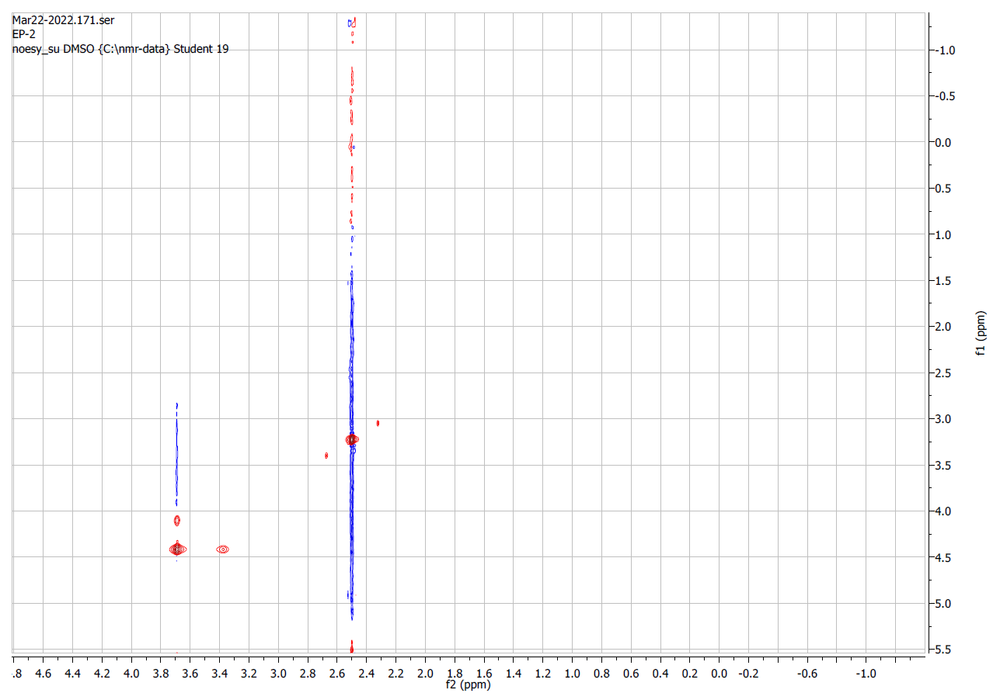 Mar22-2022.171.ser
EP-2
noesy_su DMSO {C:\nmr-data} Student 19
-1.0
-0.5
0.0
0.5
1.0
1.5
2.0
2.5
3.0
3.5
4.0
4.5
5.0
5.5
f1 (ppm)
.8 4.6 4.4 4.2 4.0 3.8 3.6 3.4 3.2 3.0 2.8 2.6 2.4 2.2 2.0 1.8 1.6 1.4 1.2 1.0 0.8 0.6 0.4 0.2 0.0 -0.2 -0.6 -1.0
f2 (ppm)